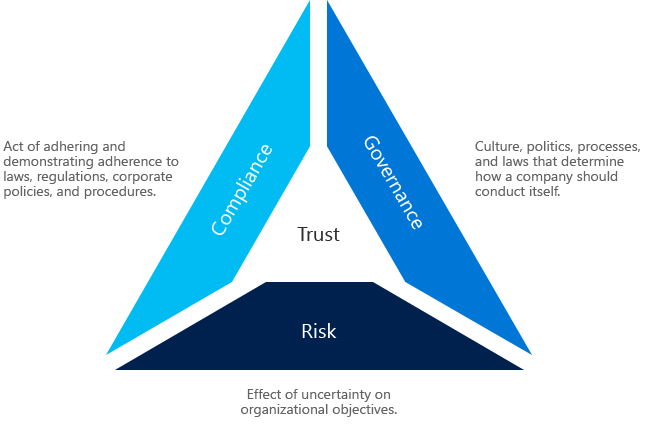 Act of adhering and
demonstrating adherence to
laws, regulations, corporate
policies, and procedures.
Compliance
Governance
Culture, politics, processes,
and laws that determine
how a company should
conduct itself.
Trust
Risk
Effect of uncertainty on
organizational objectives.